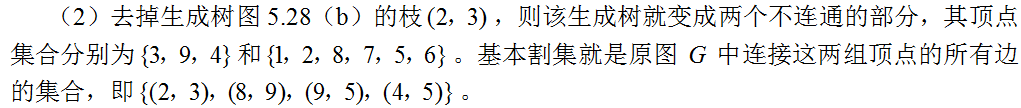 （2）去掉生成树图 5.28（b）的枝 (2，3)，则该生成树就变成两个不连通的部分，其顶点
集合分别为 {3，9，4} 和 {1，2，8，7，5，6} 。基本割集就是原图 G 中连接这两组顶点的所有边
的集合，即 {(2，3)，(8，9)，(9，5)，(4，5)} 。